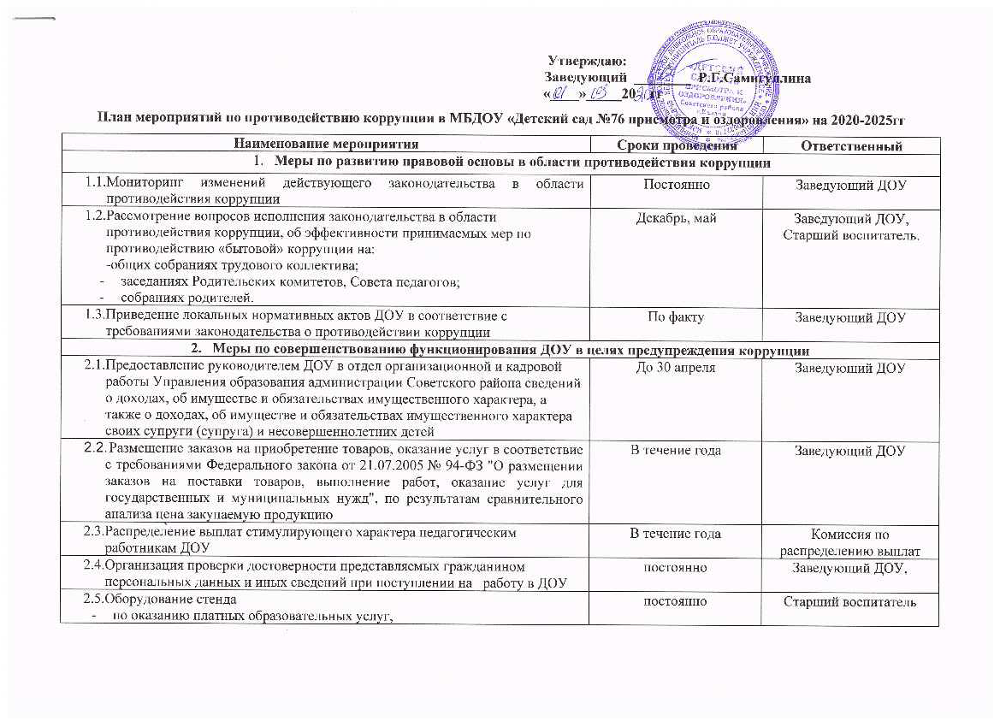 Утверждаю:
Заведующий Р.Г.Самигуллина
«01» 20 гг
«ДЕТСКИЙ
ПРИСМОТРА И
ОЗДОРОВЛЕНИЯ»
Советского района
План мероприятий по противодействию коррупции в МБДОУ «Детский сад №76 присмотра и оздоровления» на 2020-2025гг
Наименование мероприятия Сроки проведения Ответственный
1. Меры по развитию правовой основы в области противодействия коррупции
1.1.Мониторинг изменений действующего законодательства в области Постоянно Заведующий ДОУ
противодействия коррупции
1.2.Рассмотрение вопросов исполнения законодательства в области Декабрь, май Заведующий ДОУ,
противодействия коррупции, об эффективности принимаемых мер по Старший воспитатель.
противодействию «бытовой» коррупции на:
-общих собраниях трудового коллектива;
- заседаниях Родительских комитетов, Совета педагогов;
- собраниях родителей.
1.3.Приведение локальных нормативных актов ДОУ в соответствие с По факту Заведующий ДОУ
требованиями законодательства о противодействии коррупции
2. Меры по совершенствованию функционирования ДОУ в целях предупреждения коррупции
2.1.Предоставление руководителем ДОУ в отдел организационной и кадровой До 30 апреля Заведующий ДОУ
работы Управления образования администрации Советского района сведений
о доходах, об имуществе и обязательствах имущественного характера, а
также о доходах, об имуществе и обязательствах имущественного характера
своих супруги (супруга) и несовершеннолетних детей
2.2.Размещение заказов на приобретение товаров, оказание услуг в соответствие В течение года Заведующий ДОУ
с требованиями Федерального закона от 21.07.2005 № 94-ФЗ "О размещении
заказов на поставки товаров, выполнение работ, оказание услуг для
государственных и муниципальных нужд", по результатам сравнительного
анализа цена закупаемую продукцию
2.3.Распределение выплат стимулирующего характера педагогическим В течение года Комиссия по
работникам ДОУ распределению выплат
2.4.Организация проверки достоверности представляемых гражданином постоянно Заведующий ДОУ,
персональных данных и иных сведений при поступлении на работу в ДОУ
2.5.Оборудование стенда постоянно Старший воспитатель
- по оказанию платных образовательных услуг,